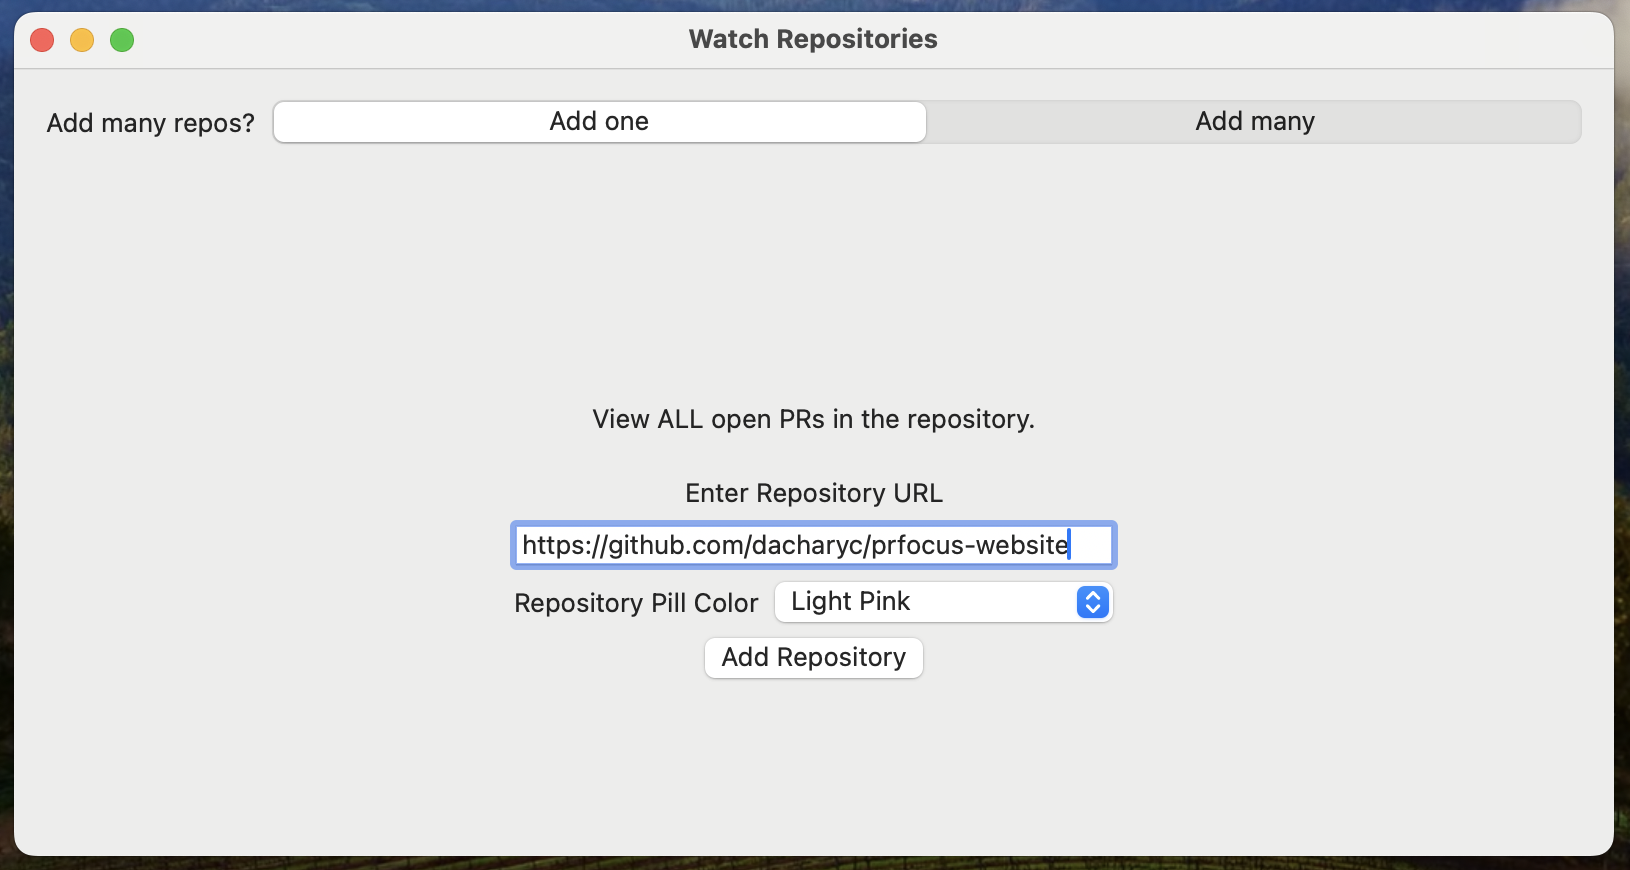 Watch Repositories
Add many repos? Add one Add many
View ALL open PRs in the repository.
Enter Repository URL
https://github.com/dacharyc/prfocus-website
Repository Pill Color Light Pink
Add Repository